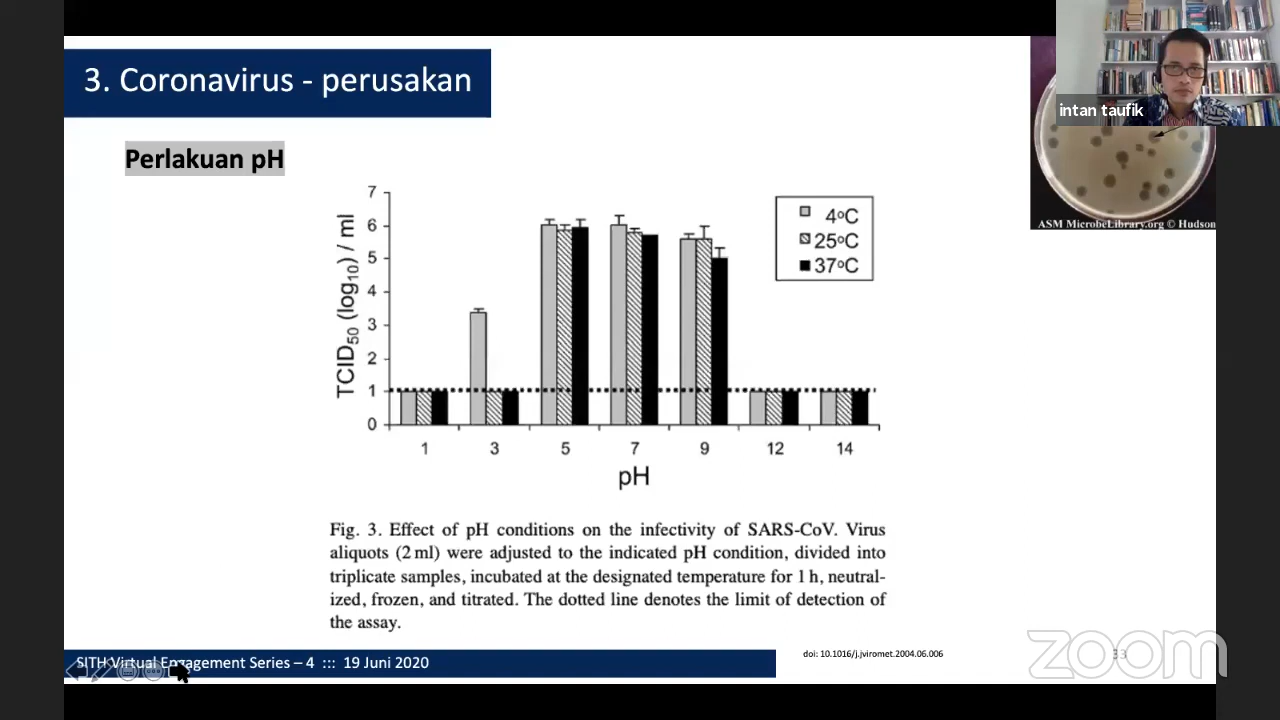 3. Coronavirus - perusakan
intan taufik
Perlakuan pH
ASM MicrobeLibrary.org © Hudson
TCID50 (log10) / ml
7
6
5
4
3
2
1
0
4oC
25oC
37oC
1 3 5 7 9 12 14
pH
Fig. 3. Effect of pH conditions on the infectivity of SARS-CoV. Virus
aliquots (2 ml) were adjusted to the indicated pH condition, divided into
triplicate samples, incubated at the designated temperature for 1 h, neutral-
ized, frozen, and titrated. The dotted line denotes the limit of detection of
the assay.
SITH Virtual Engagement Series – 4 ::: 19 Juni 2020
doi: 10.1016/j.jviromet.2004.06.006
33
zoom